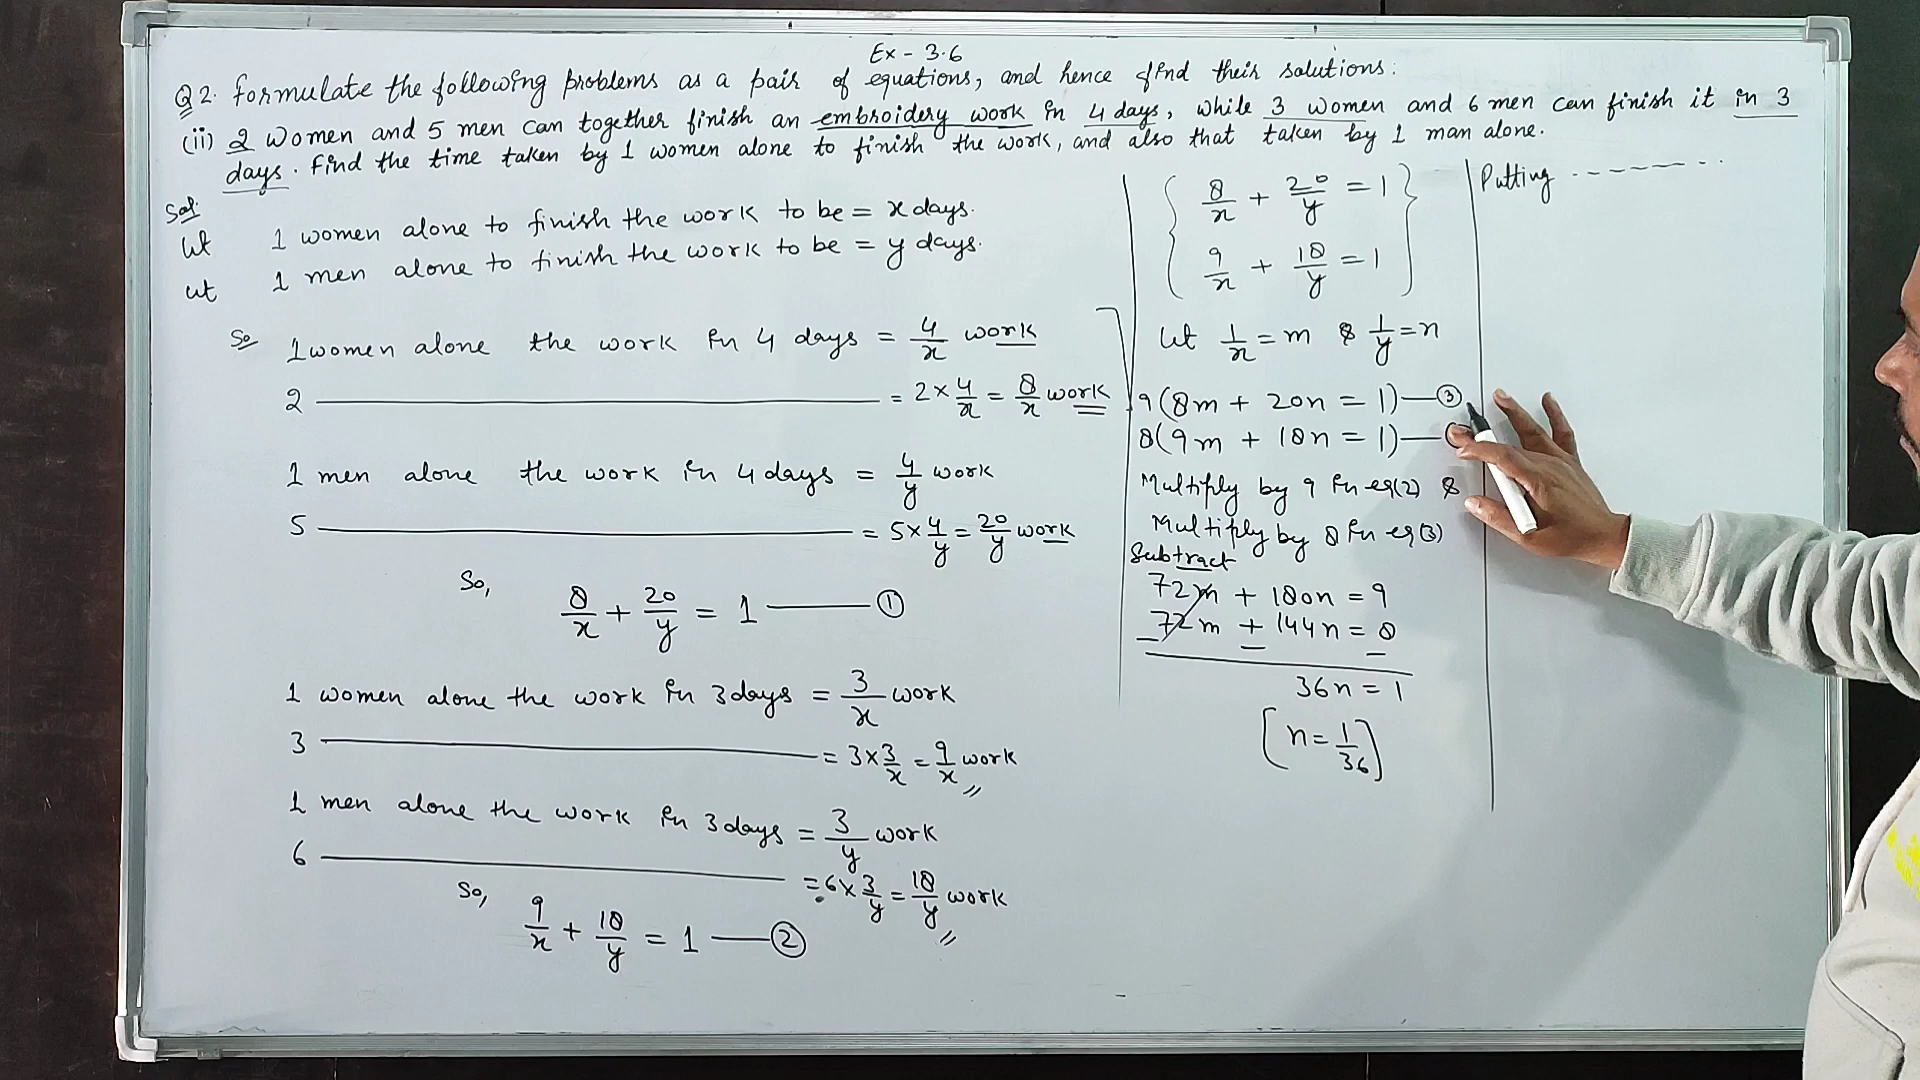 Ex - 3.6
Q2. formulate the following problems as a pair of equations, and hence find their solutions:
(ii) 2 Women and 5 men can together finish an embroidery work in 4 days, while 3 women and 6 men can finish it in 3
days. Find the time taken by 1 women alone to finish the work, and also that taken by 1 man alone.
Sol.
let 1 women alone to finish the work to be = x days.
let 1 men alone to finish the work to be = y days.
So 1 women alone the work in 4 days = 4/x work
2 ——— = 2 × 4/x = 8/x work
1 men alone the work in 4 days = 4/y work
5 ——— = 5 × 4/y = 20/y work
So,
8/x + 20/y = 1 —— ①
1 women alone the work in 3 days = 3/x work
3 ——— = 3 × 3/x = 9/x work
1 men alone the work in 3 days = 3/y work
6 ——— = 6 × 3/y = 18/y work
So,
9/x + 18/y = 1 —— ②
8/x + 20/y = 1
9/x + 18/y = 1
let 1/x = m & 1/y = n
9(8m + 20n = 1) — ③
8(9m + 18n = 1) —
Multiply by 9 in eq(2) &
Multiply by 8 in eq(3)
Subtract
72m + 180n = 9
72m + 144n = 8
− − −
36n = 1
[n = 1/36]
Putting - - - - - - - . .